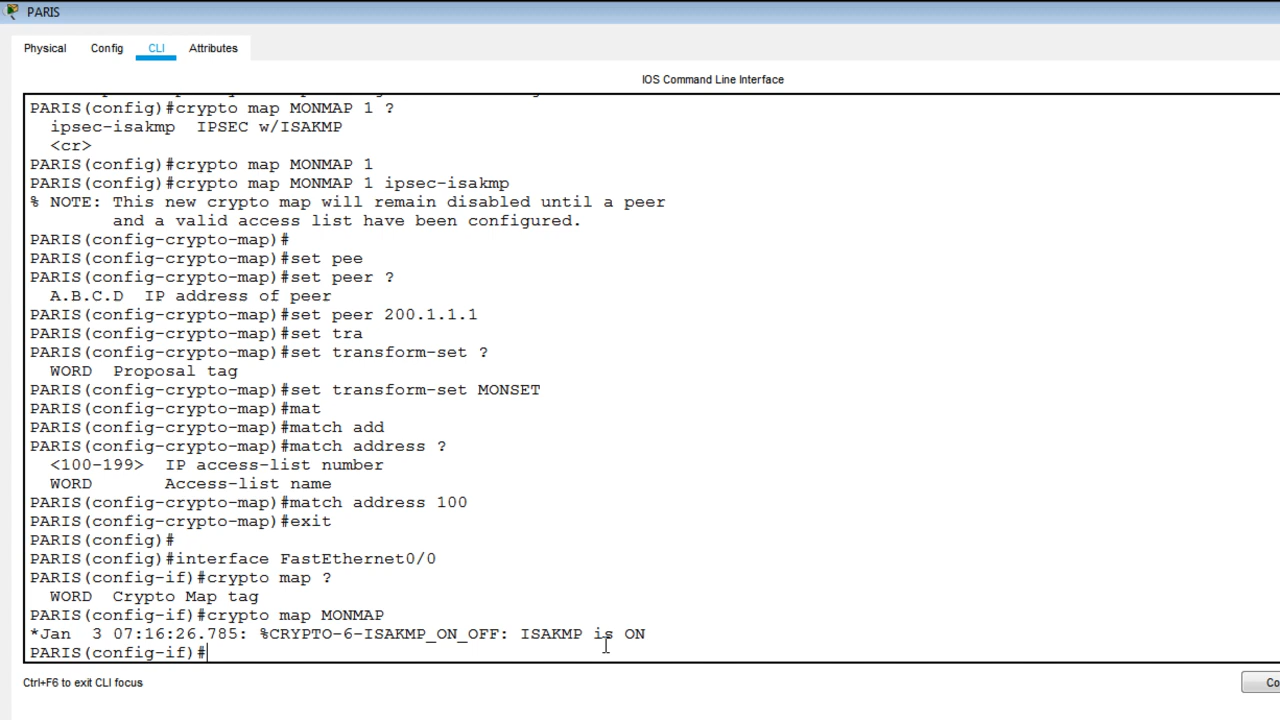 PARIS
Physical Config CLI Attributes
IOS Command Line Interface
PARIS(config)#crypto map MONMAP 1 ?
ipsec-isakmp IPSEC w/ISAKMP
<cr>
PARIS(config)#crypto map MONMAP 1
PARIS(config)#crypto map MONMAP 1 ipsec-isakmp
% NOTE: This new crypto map will remain disabled until a peer
and a valid access list have been configured.
PARIS(config-crypto-map)#
PARIS(config-crypto-map)#set pee
PARIS(config-crypto-map)#set peer ?
A.B.C.D IP address of peer
PARIS(config-crypto-map)#set peer 200.1.1.1
PARIS(config-crypto-map)#set tra
PARIS(config-crypto-map)#set transform-set ?
WORD Proposal tag
PARIS(config-crypto-map)#set transform-set MONSET
PARIS(config-crypto-map)#mat
PARIS(config-crypto-map)#match add
PARIS(config-crypto-map)#match address ?
<100-199> IP access-list number
WORD Access-list name
PARIS(config-crypto-map)#match address 100
PARIS(config-crypto-map)#exit
PARIS(config)#
PARIS(config)#interface FastEthernet0/0
PARIS(config-if)#crypto map ?
WORD Crypto Map tag
PARIS(config-if)#crypto map MONMAP
*Jan 3 07:16:26.785: %CRYPTO-6-ISAKMP_ON_OFF: ISAKMP is ON
PARIS(config-if)#
Ctrl+F6 to exit CLI focus
Co